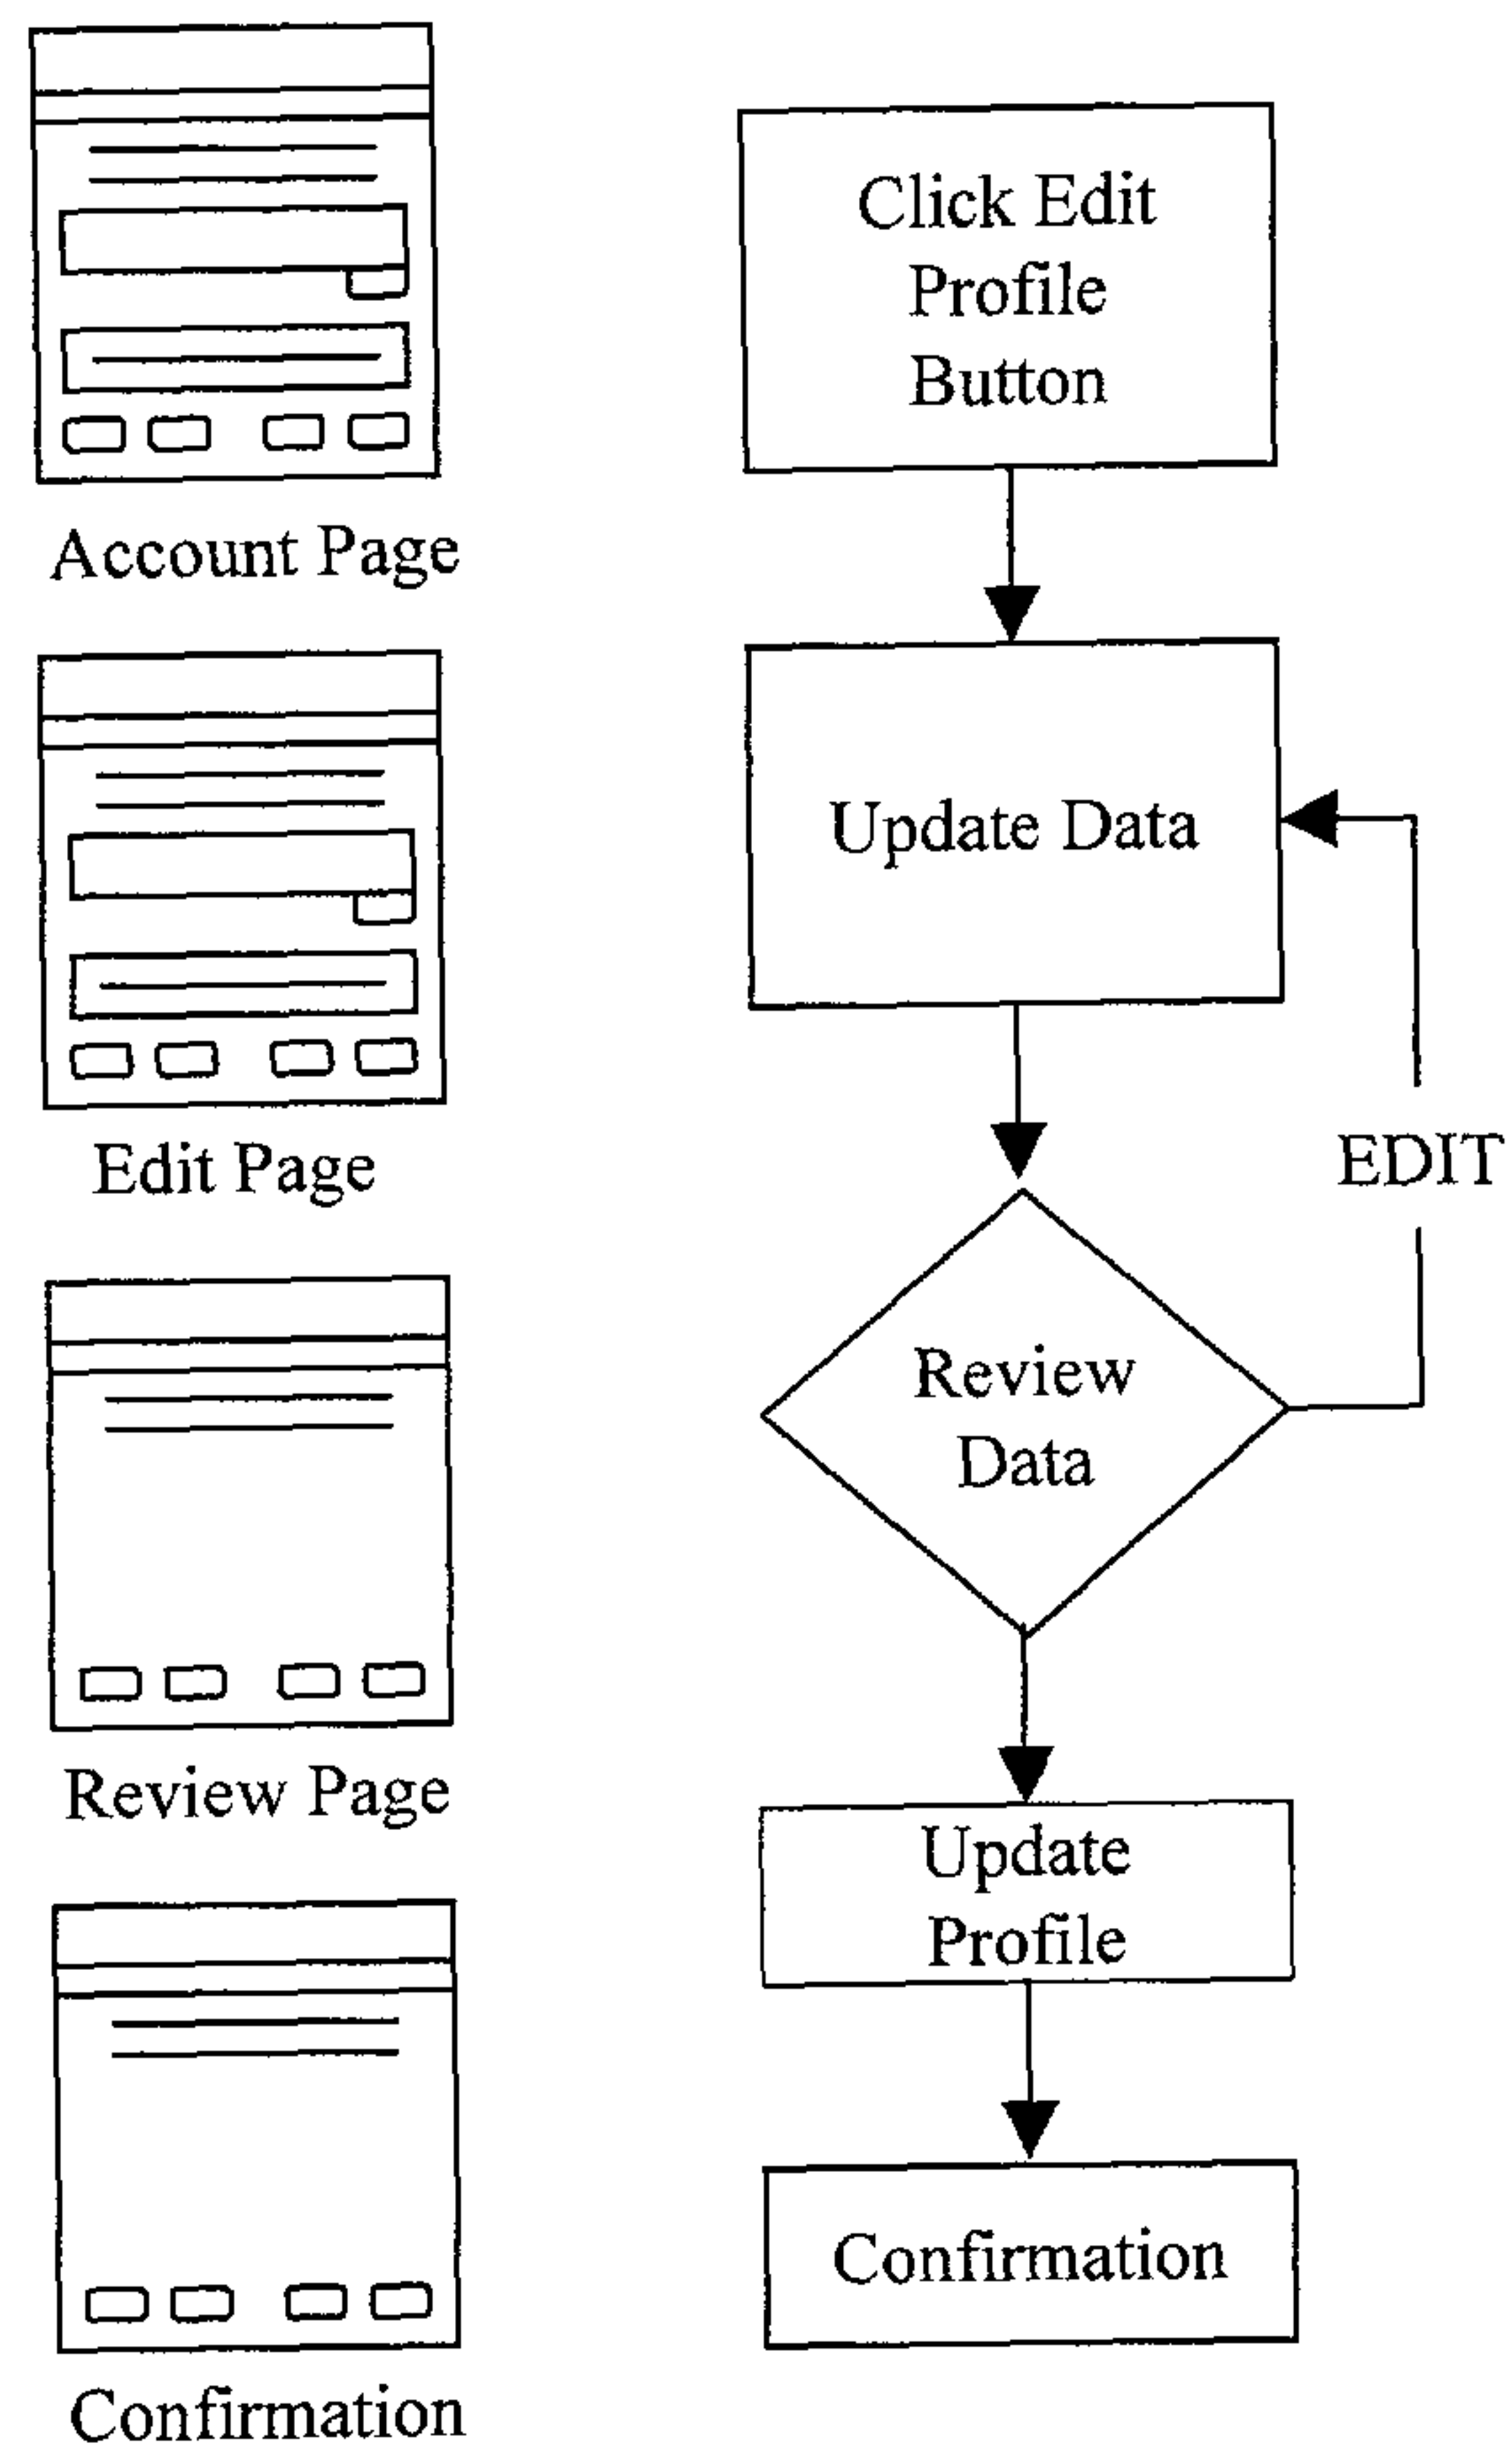 Account Page
Edit Page
Review Page
Confirmation
Click Edit
Profile
Button
Update Data
EDIT
Review
Data
Update
Profile
Confirmation